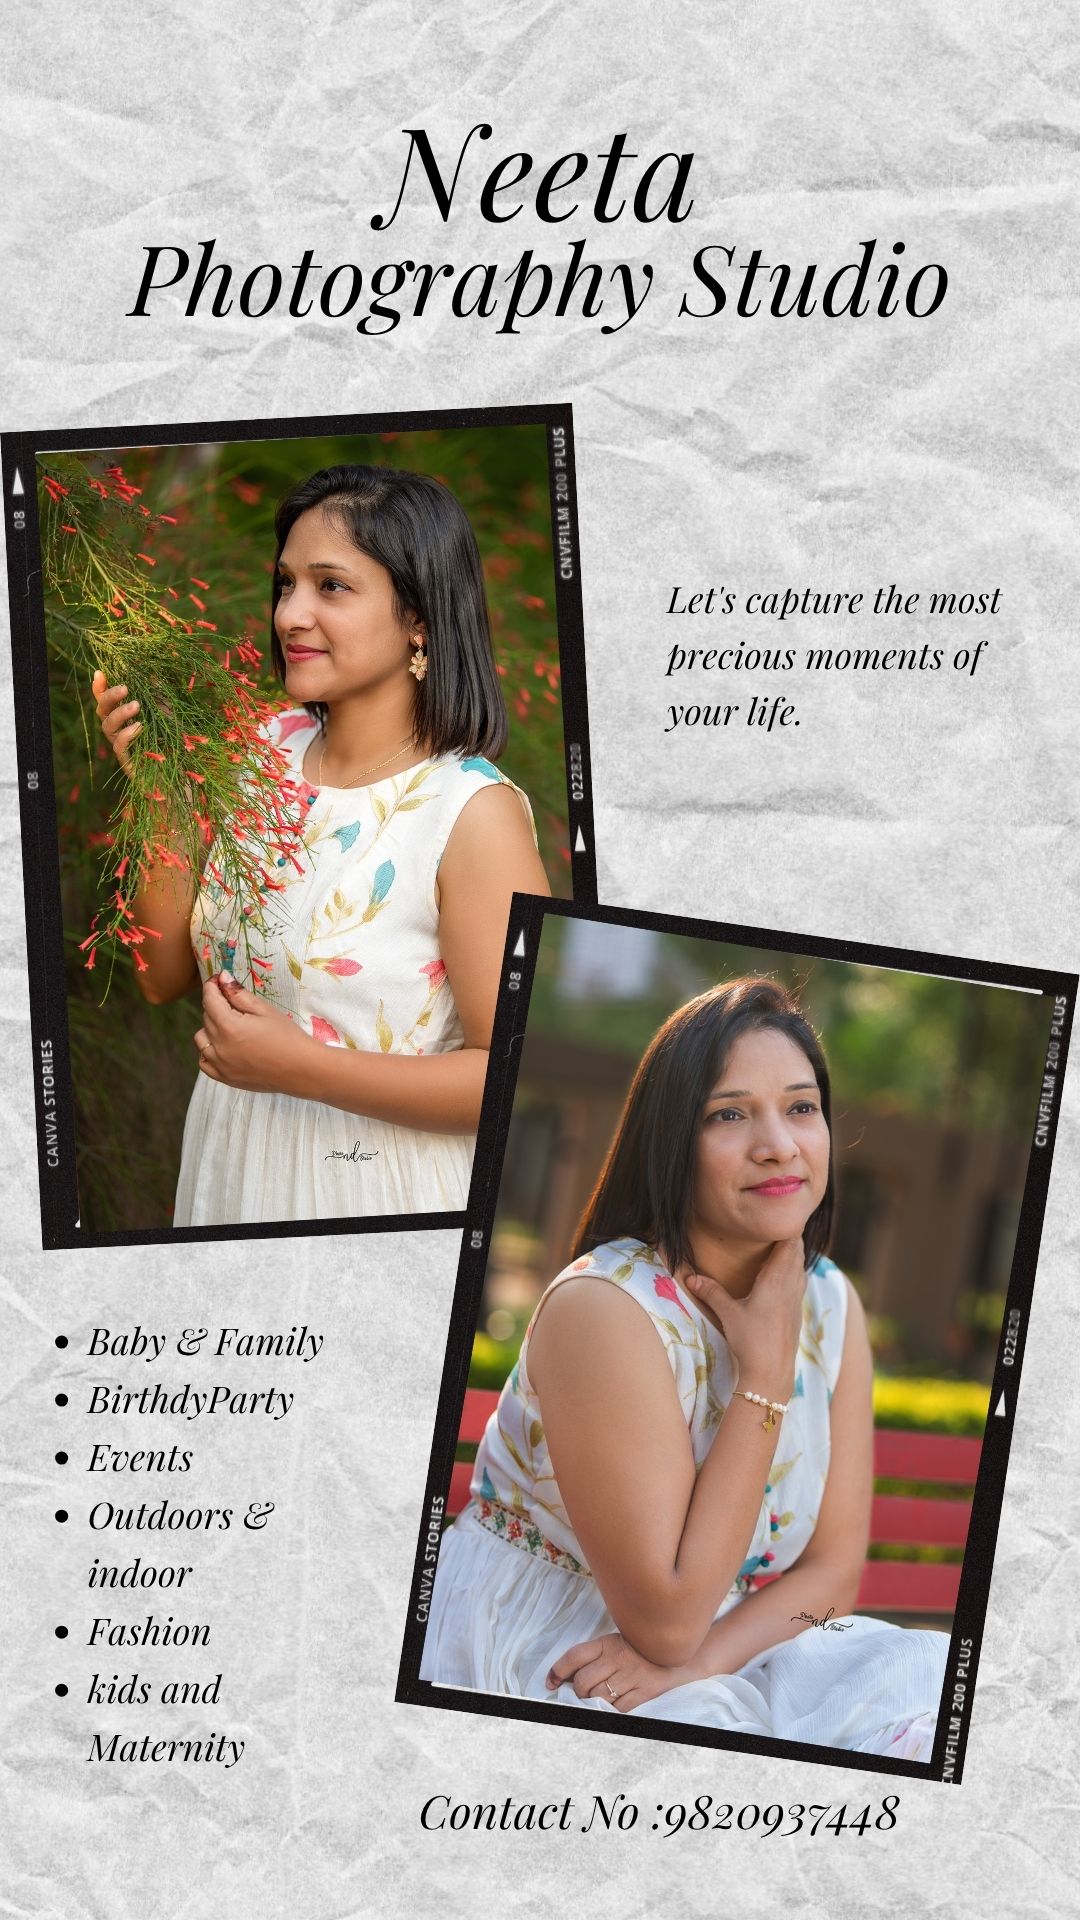 Neeta
Photography Studio
CNVFILM 200 PLUS
08
Let's capture the most
precious moments of
your life.
08
022820
CANVA STORIES
08
CNVFILM 200 PLUS
nd
08
022820
Baby & Family
BirthdyParty
Events
Outdoors &
indoor
Fashion
kids and
Maternity
CANVA STORIES
nd
CNVFILM 200 PLUS
Contact No :9820937448